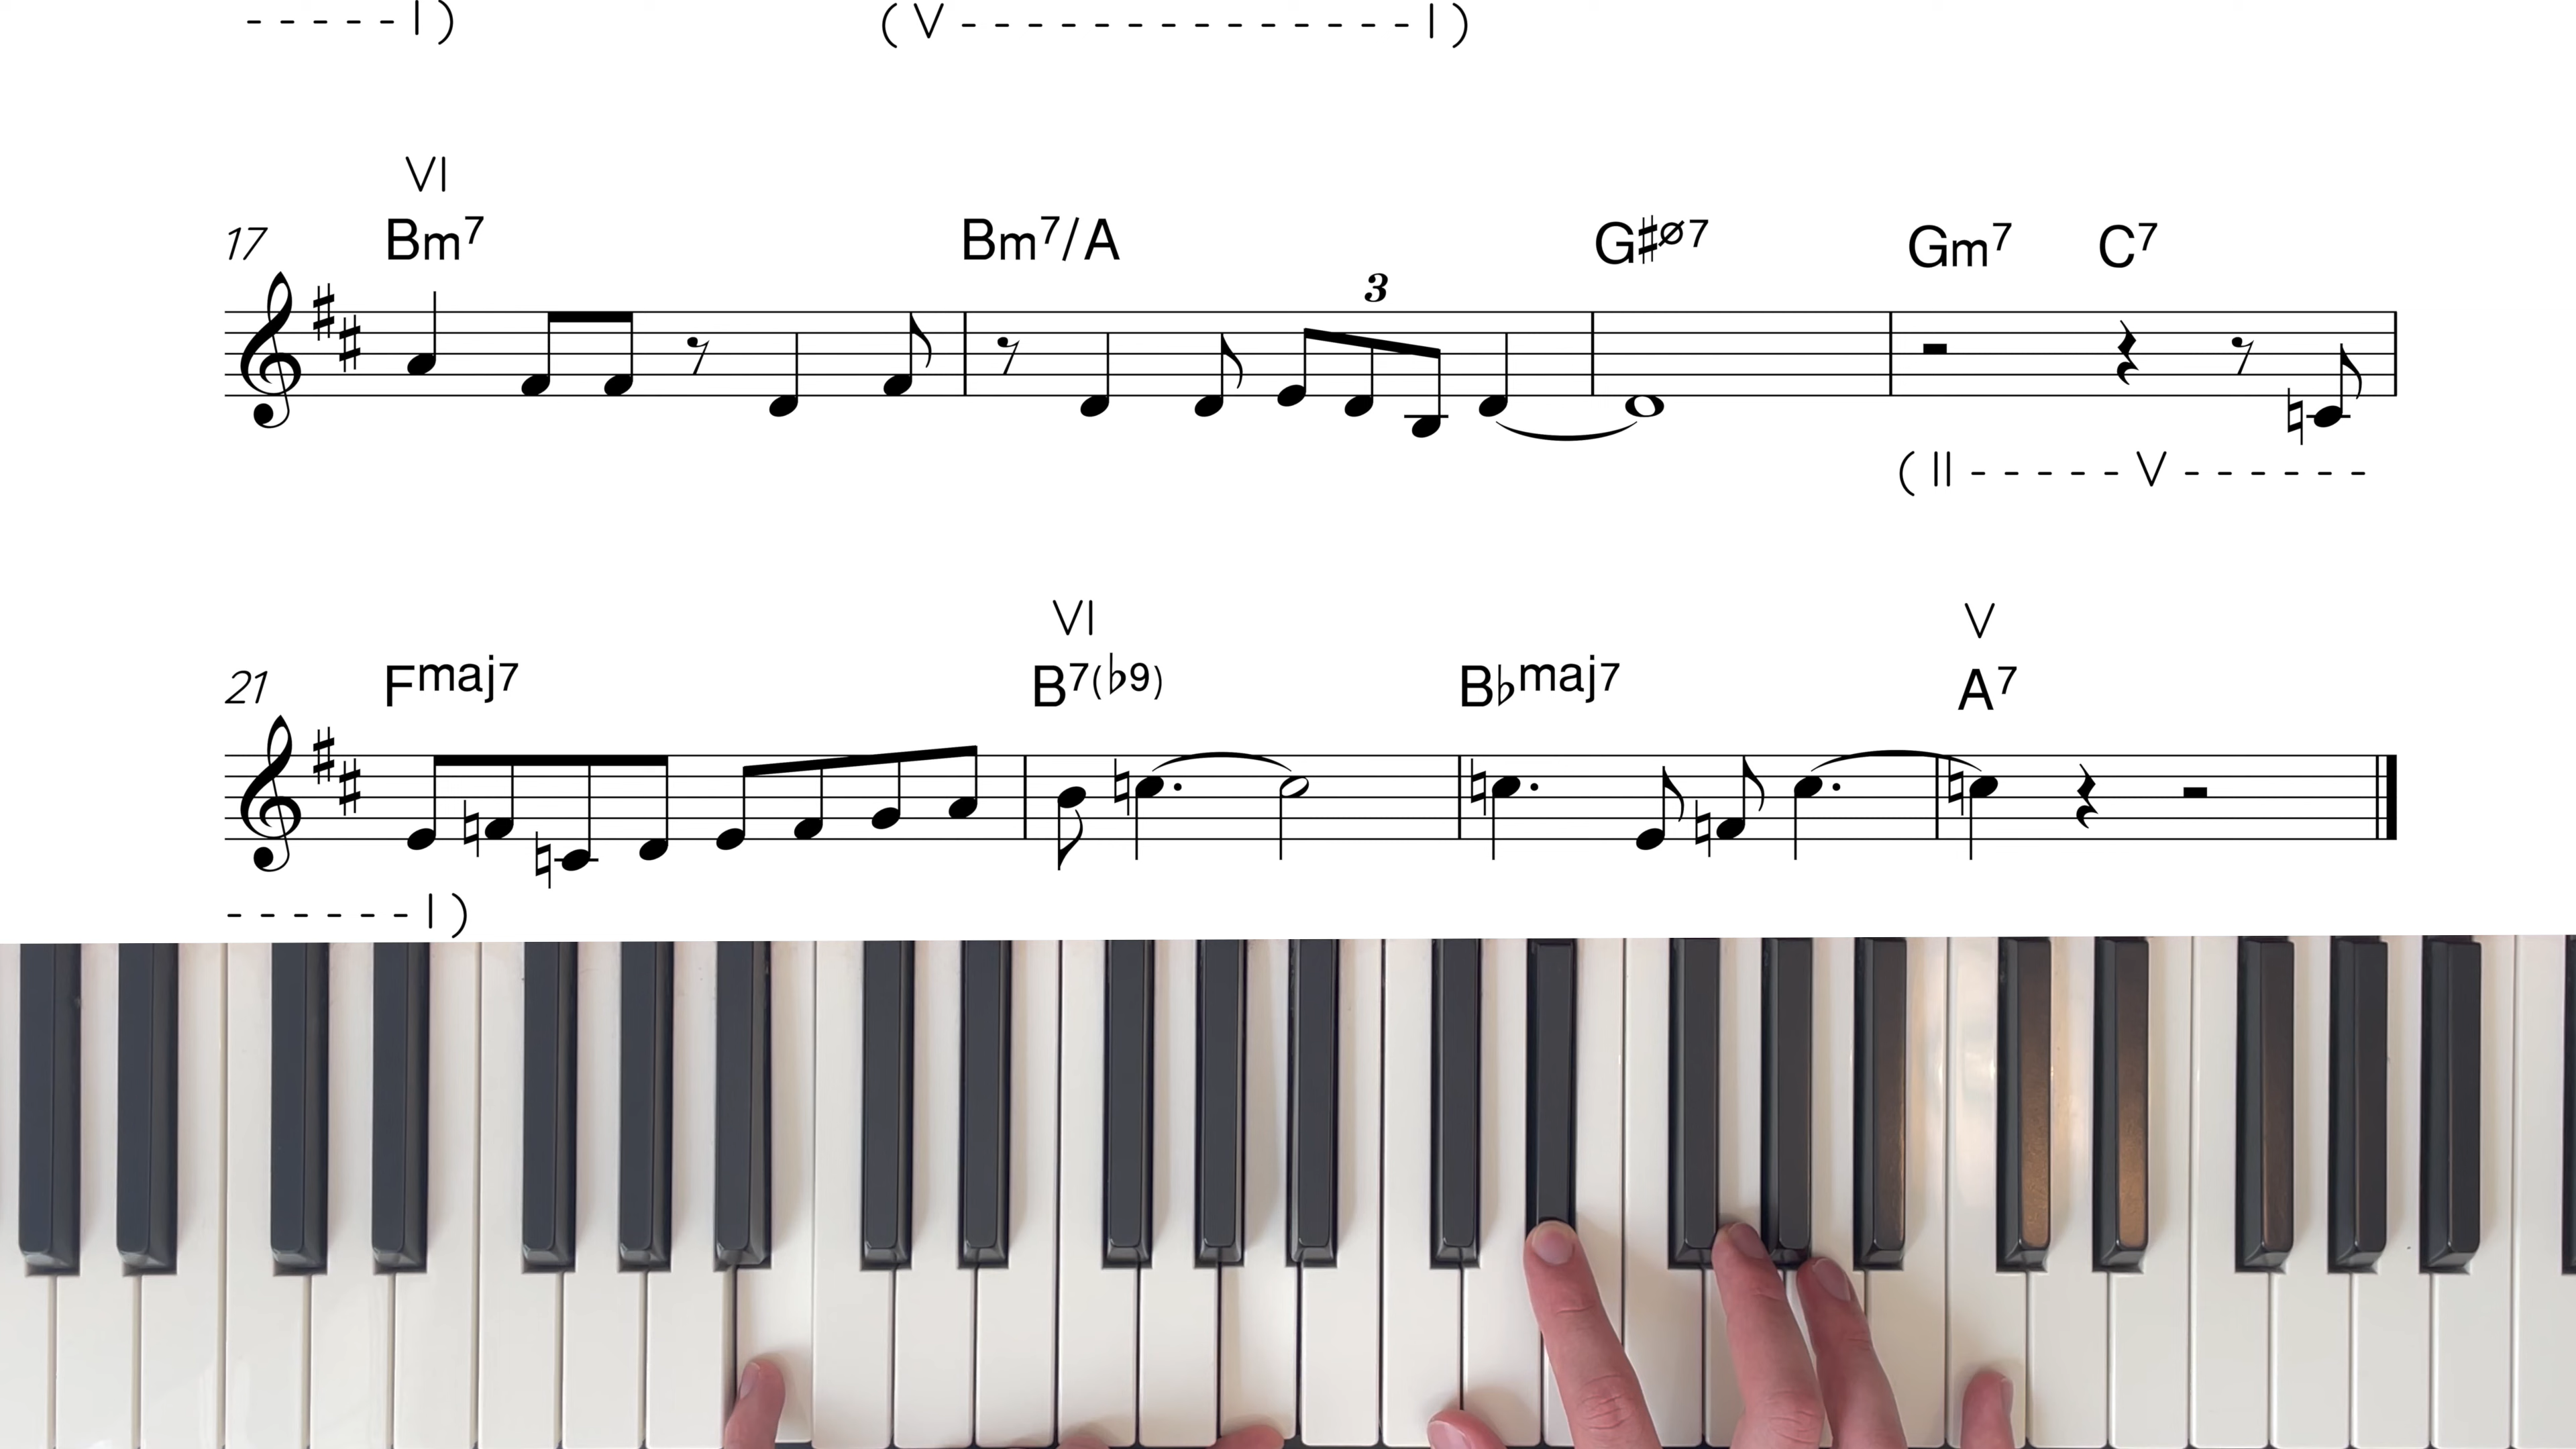 - - - - - I ) ( V - - - - - - - - - - - - - - I )
VI
17 Bm7 Bm7/A G♯ø7 Gm7 C7
3
( II - - - - - V - - - - - -
VI V
21 Fmaj7 B7(♭9) B♭maj7 A7
- - - - - - I )